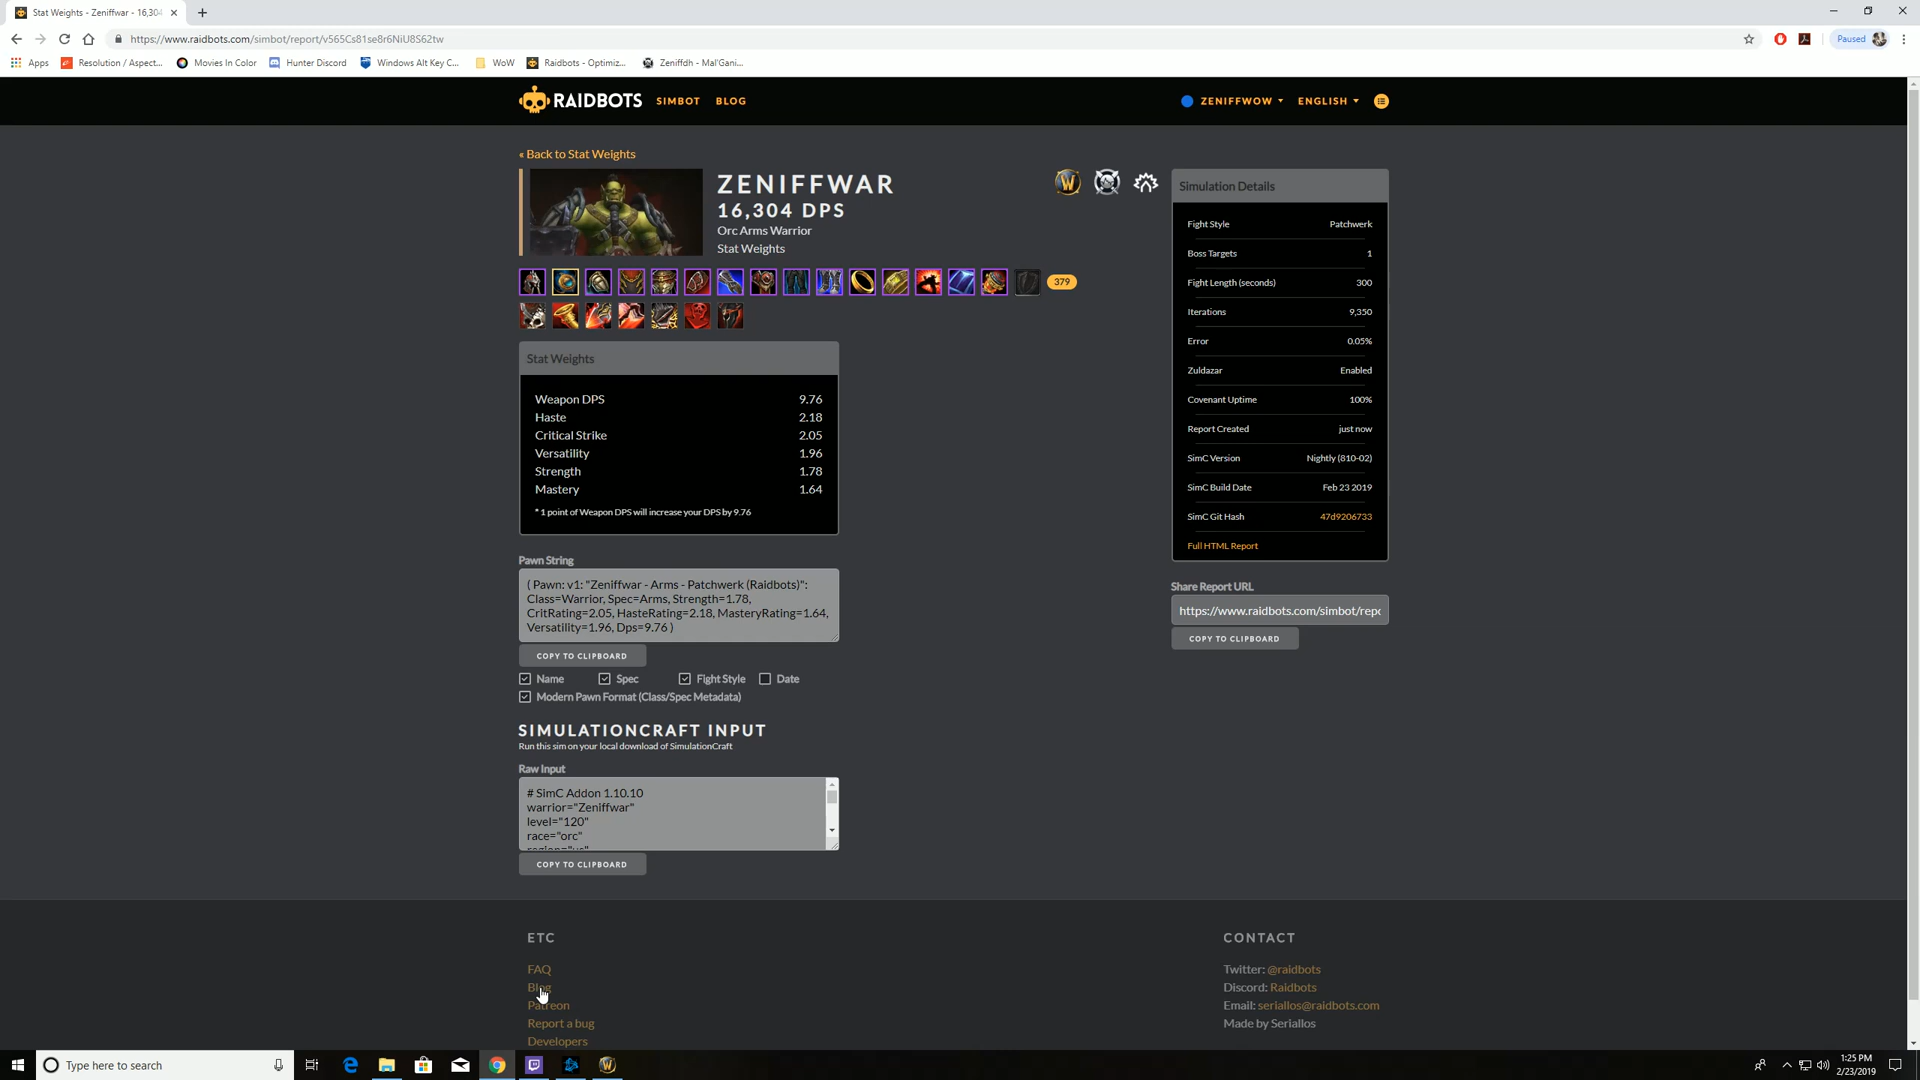 Stat Weights - Zeniffwar - 16,304
https://www.raidbots.com/simbot/report/v565Cs81se8r6NiU8S62tw
Paused
Apps
Resolution / Aspect...
Movies In Color
Hunter Discord
Windows Alt Key C...
WoW
Raidbots - Optimiz...
Zeniffdh - Mal'Gani...
RAIDBOTS
SIMBOT
BLOG
ZENIFFWOW
ENGLISH
« Back to Stat Weights
ZENIFFWAR
16,304 DPS
Orc Arms Warrior
Stat Weights
379
Stat Weights
Weapon DPS 9.76
Haste 2.18
Critical Strike 2.05
Versatility 1.96
Strength 1.78
Mastery 1.64
* 1 point of Weapon DPS will increase your DPS by 9.76
Pawn String
( Pawn: v1: "Zeniffwar - Arms - Patchwerk (Raidbots)":
Class=Warrior, Spec=Arms, Strength=1.78,
CritRating=2.05, HasteRating=2.18, MasteryRating=1.64,
Versatility=1.96, Dps=9.76 )
COPY TO CLIPBOARD
Name Spec Fight Style Date
Modern Pawn Format (Class/Spec Metadata)
SIMULATIONCRAFT INPUT
Run this sim on your local download of SimulationCraft
Raw Input
# SimC Addon 1.10.10
warrior="Zeniffwar"
level="120"
race="orc"
region="us"
COPY TO CLIPBOARD
Simulation Details
Fight Style Patchwerk
Boss Targets 1
Fight Length (seconds) 300
Iterations 9,350
Error 0.05%
Zuldazar Enabled
Covenant Uptime 100%
Report Created just now
SimC Version Nightly (810-02)
SimC Build Date Feb 23 2019
SimC Git Hash 47d9206733
Full HTML Report
Share Report URL
https://www.raidbots.com/simbot/repo
COPY TO CLIPBOARD
ETC
FAQ
Blog
Patreon
Report a bug
Developers
CONTACT
Twitter: @raidbots
Discord: Raidbots
Email: seriallos@raidbots.com
Made by Seriallos
Type here to search
1:25 PM
2/23/2019